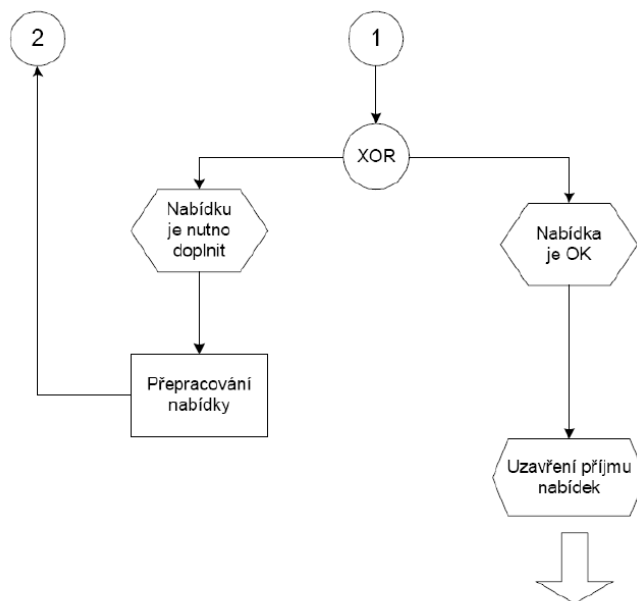 2
1
XOR
Nabídku
je nutno
doplnit
Nabídka
je OK
Přepracování
nabídky
Uzavření příjmu
nabídek